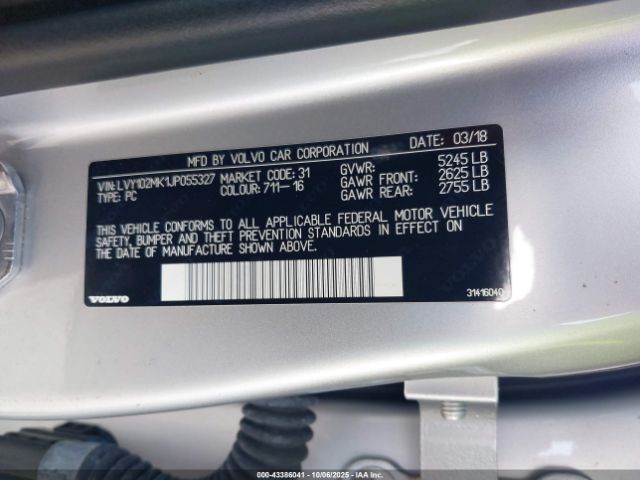 MFD BY VOLVO CAR CORPORATION DATE: 03/18
VIN: LVY102MK1JP055327 MARKET CODE: 31 GVWR: 5245 LB
TYPE: PC COLOUR: 711-16 GAWR FRONT: 2625 LB
GAWR REAR: 2755 LB
THIS VEHICLE CONFORMS TO ALL APPLICABLE FEDERAL MOTOR VEHICLE
SAFETY, BUMPER AND THEFT PREVENTION STANDARDS IN EFFECT ON
THE DATE OF MANUFACTURE SHOWN ABOVE.
VOLVO 31416040
000-43386041 | 10/06/2025 | © IAA Inc.